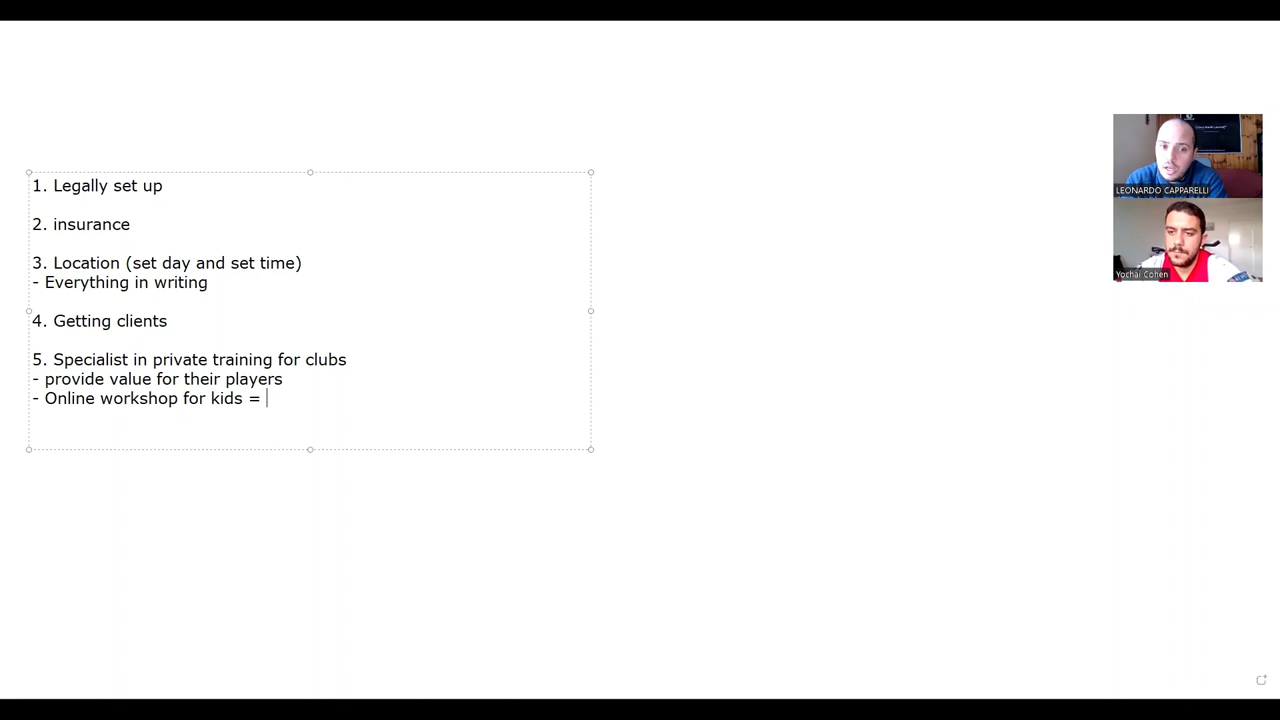 1. Legally set up
2. insurance
3. Location (set day and set time)
- Everything in writing
4. Getting clients
5. Specialist in private training for clubs
- provide value for their players
- Online workshop for kids =
LEONARDO CAPPARELLI
Yochai Cohen